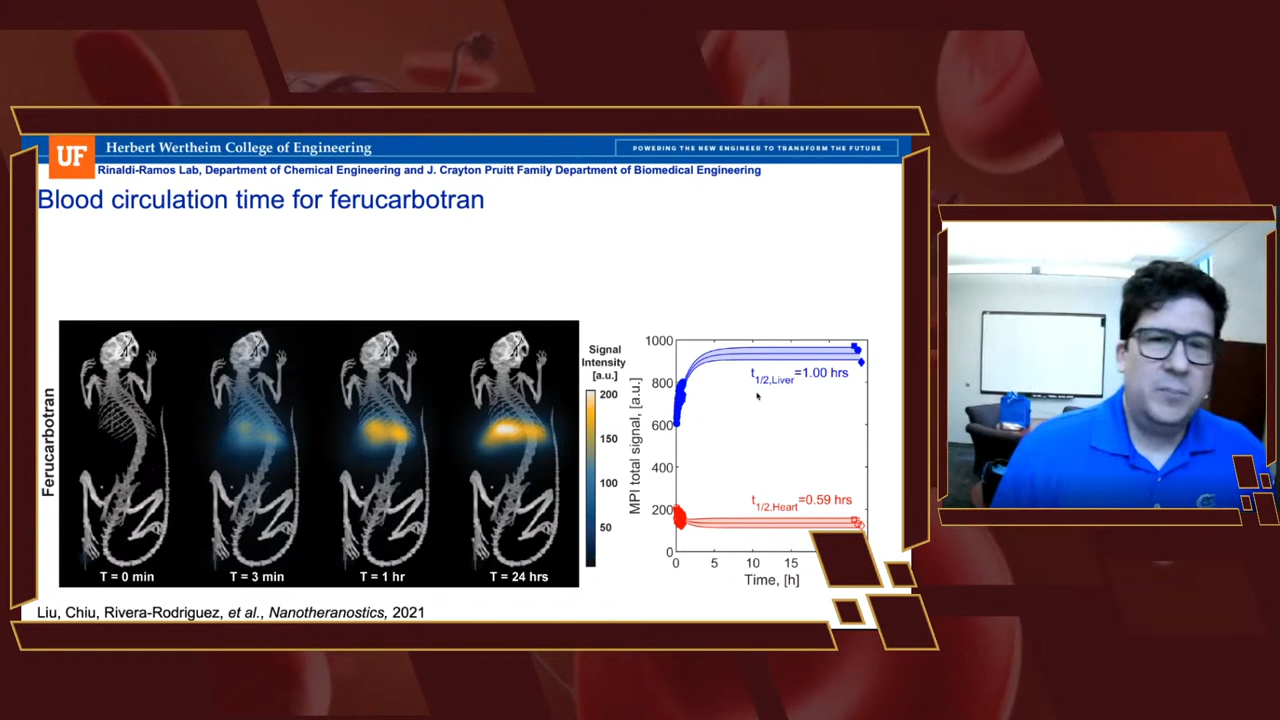 UF
Herbert Wertheim College of Engineering
POWERING THE NEW ENGINEER TO TRANSFORM THE FUTURE
Rinaldi-Ramos Lab, Department of Chemical Engineering and J. Crayton Pruitt Family Department of Biomedical Engineering
Blood circulation time for ferucarbotran
Ferucarbotran
T = 0 min
T = 3 min
T = 1 hr
T = 24 hrs
Signal
Intensity
[a.u.]
200
150
100
50
MPI total signal, [a.u.]
1000
800
600
400
200
0
t1/2,Liver=1.00 hrs
t1/2,Heart=0.59 hrs
0 5 10 15
Time, [h]
Liu, Chiu, Rivera-Rodriguez, et al., Nanotheranostics, 2021